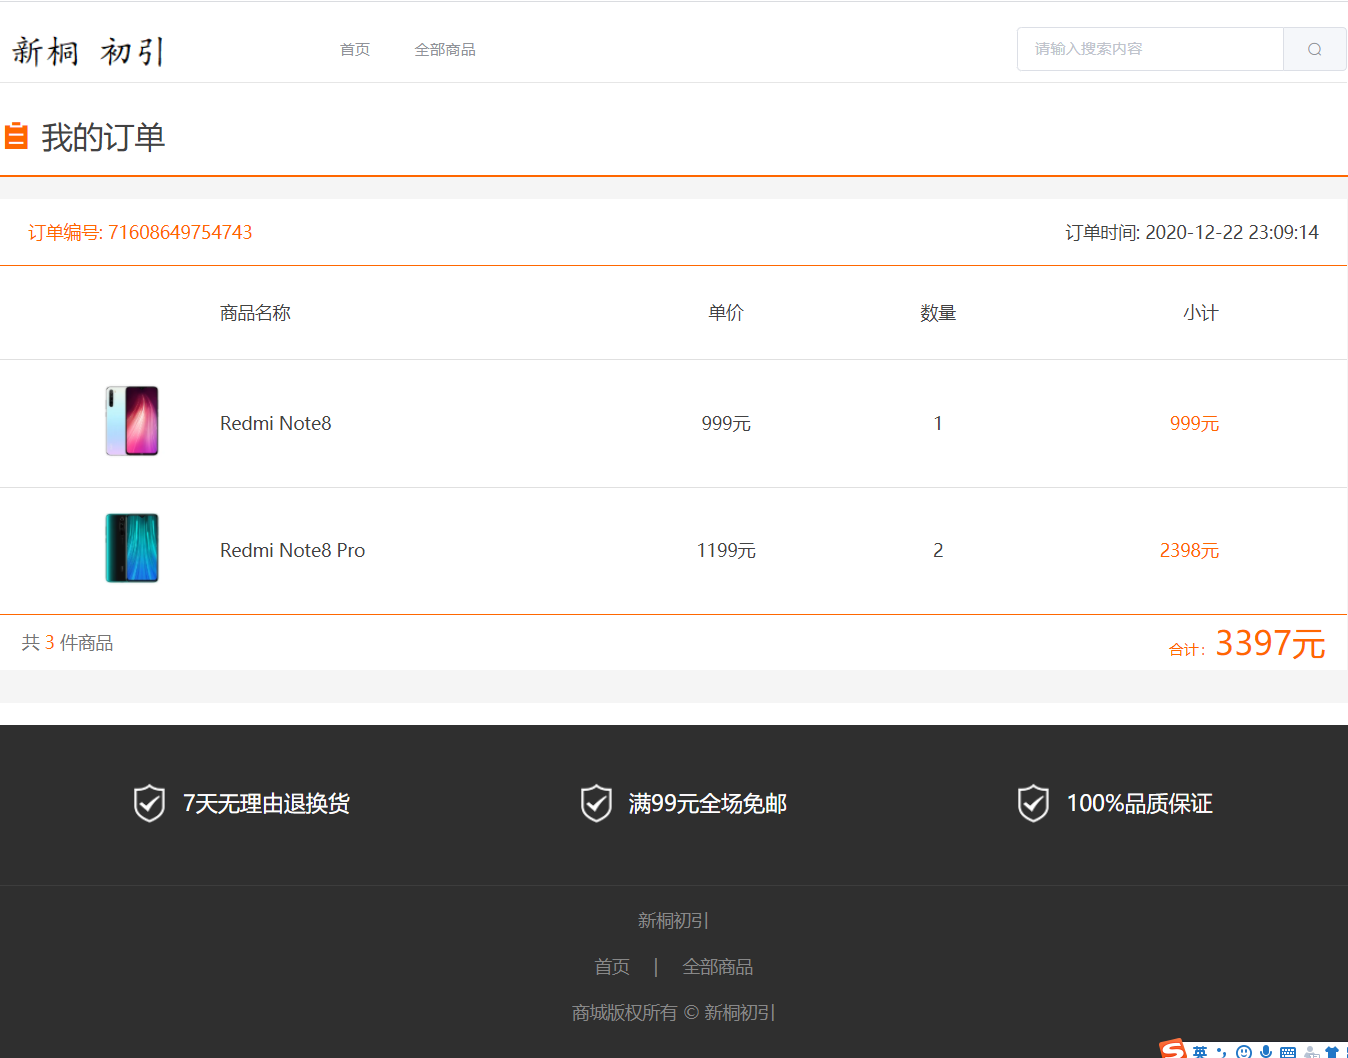 新桐 初引 首页 全部商品 请输入搜索内容
我的订单
订单编号: 71608649754743 订单时间: 2020-12-22 23:09:14
商品名称 单价 数量 小计
Redmi Note8 999元 1 999元
Redmi Note8 Pro 1199元 2 2398元
共 3 件商品 合计： 3397元
7天无理由退换货 满99元全场免邮 100%品质保证
新桐初引
首页 | 全部商品
商城版权所有 © 新桐初引
S 英